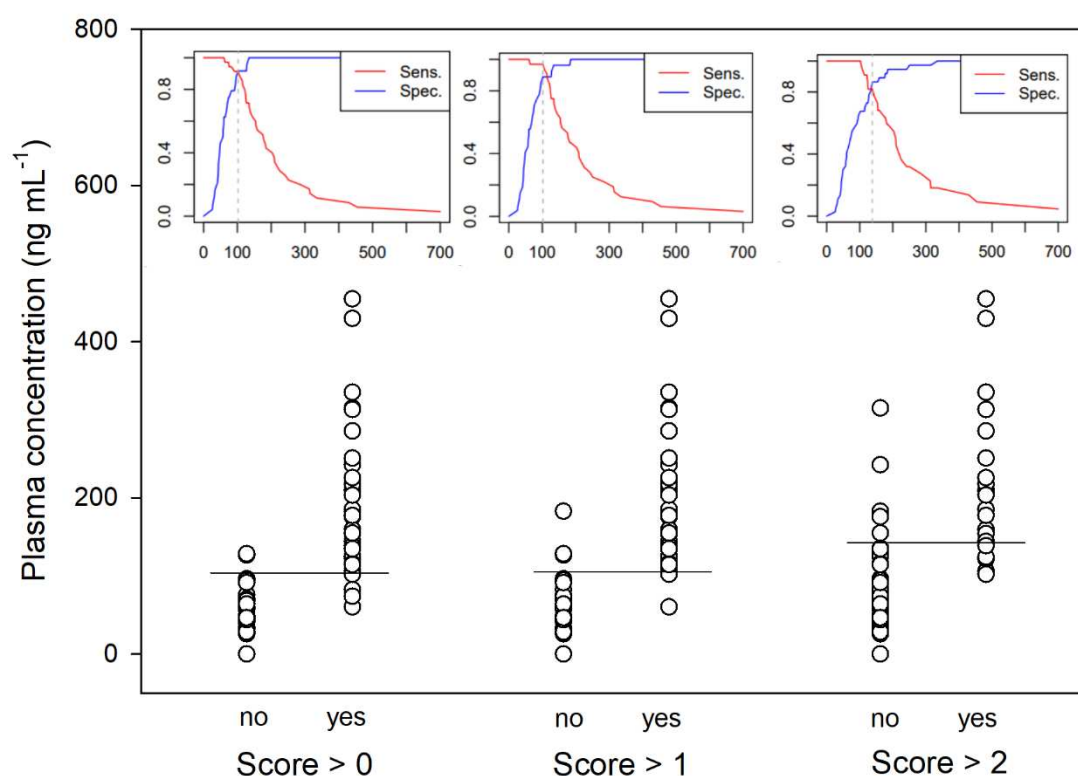 800
600
400
200
0
Plasma concentration (ng mL⁻¹)
Sens.
Spec.
0.8
0.4
0.0
0 100 300 500 700
Sens.
Spec.
0.8
0.4
0.0
0 100 300 500 700
Sens.
Spec.
0.8
0.4
0.0
0 100 300 500 700
no yes
Score > 0
no yes
Score > 1
no yes
Score > 2